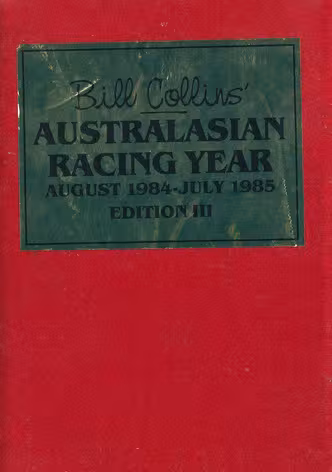 Bill Collins'
AUSTRALASIAN
RACING YEAR
AUGUST 1984-JULY 1985
EDITION III